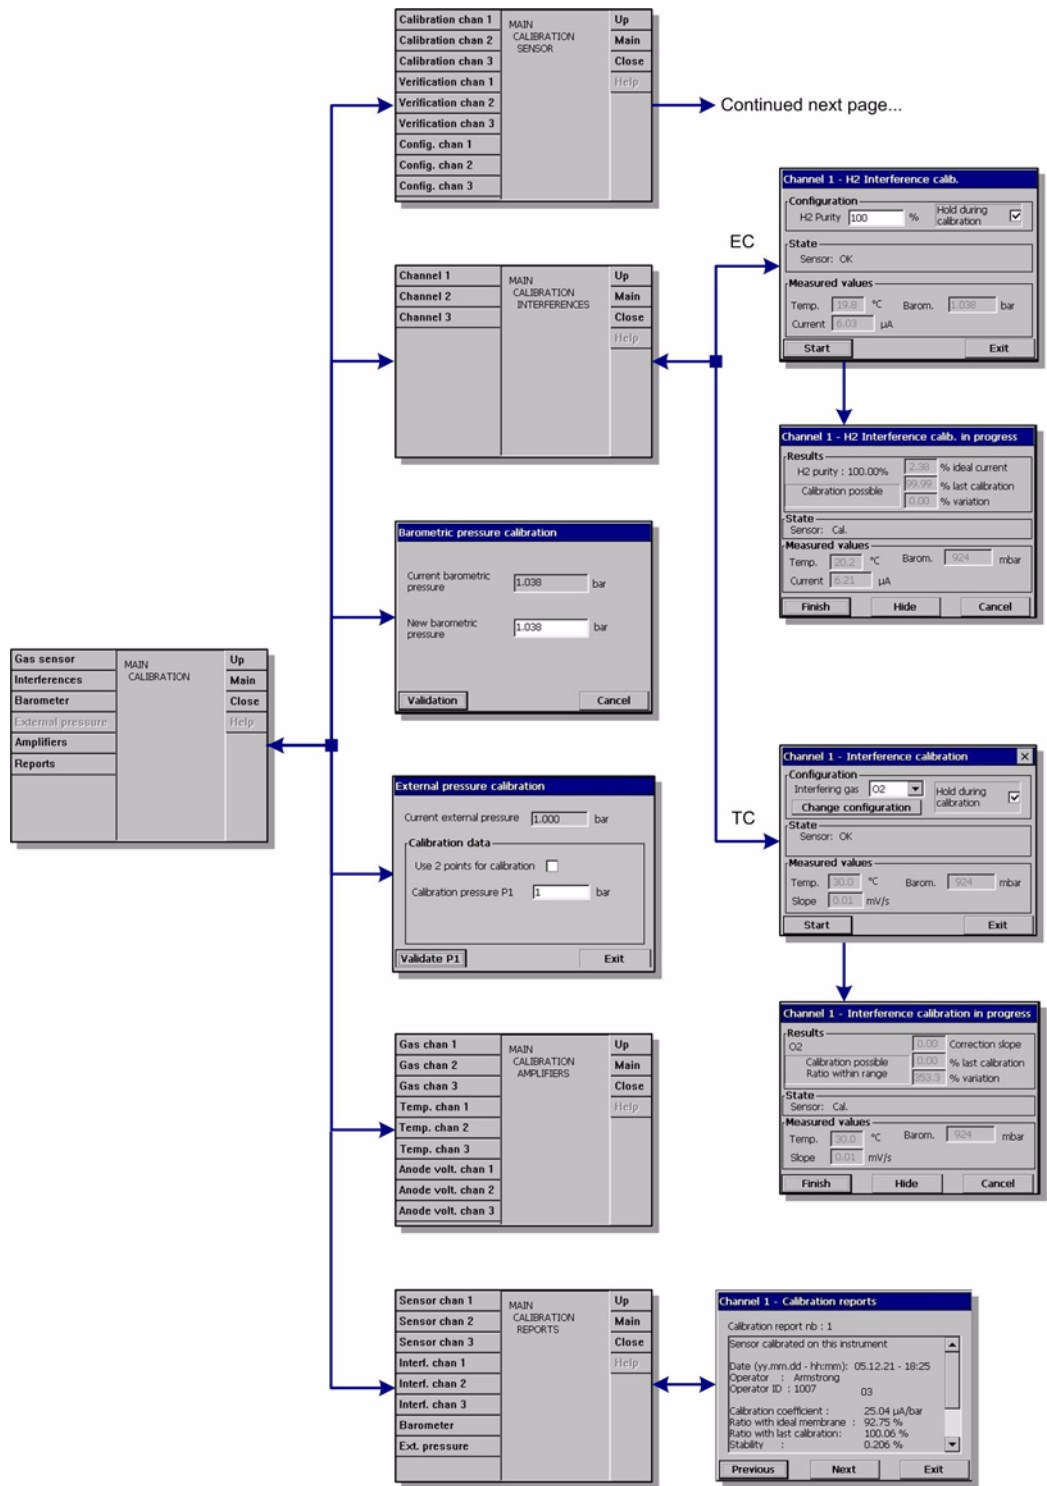 Calibration chan 1
Calibration chan 2
Calibration chan 3
Verification chan 1
Verification chan 2
Verification chan 3
Config. chan 1
Config. chan 2
Config. chan 3
MAIN
CALIBRATION
SENSOR
Up
Main
Close
Help
Continued next page...
Channel 1
Channel 2
Channel 3
MAIN
CALIBRATION
INTERFERENCES
Up
Main
Close
Help
EC
Channel 1 - H2 Interference calib.
Configuration
H2 Purity 100 %
Hold during
calibration
State
Sensor: OK
Measured values
Temp. 19.8 °C Barom. 1.038 bar
Current 6.03 µA
Start Exit
Channel 1 - H2 Interference calib. in progress
Results
H2 purity : 100.00%
Calibration possible
2.38 % ideal current
99.99 % last calibration
0.00 % variation
State
Sensor: Cal.
Measured values
Temp. 20.2 °C Barom. 924 mbar
Current 6.21 µA
Finish Hide Cancel
Barometric pressure calibration
Current barometric
pressure
1.038 bar
New barometric
pressure
1.038 bar
Validation Cancel
Gas sensor
Interferences
Barometer
External pressure
Amplifiers
Reports
MAIN
CALIBRATION
Up
Main
Close
Help
External pressure calibration
Current external pressure 1.000 bar
Calibration data
Use 2 points for calibration
Calibration pressure P1 1 bar
Validate P1 Exit
TC
Channel 1 - Interference calibration
Configuration
Interfering gas O2
Change configuration
Hold during
calibration
State
Sensor: OK
Measured values
Temp. 30.0 °C Barom. 924 mbar
Slope 0.01 mV/s
Start Exit
Channel 1 - Interference calibration in progress
Results
O2
Calibration possible
Ratio within range
0.00 Correction slope
0.00 % last calibration
353.3 % variation
State
Sensor: Cal.
Measured values
Temp. 30.0 °C Barom. 924 mbar
Slope 0.01 mV/s
Finish Hide Cancel
Gas chan 1
Gas chan 2
Gas chan 3
Temp. chan 1
Temp. chan 2
Temp. chan 3
Anode volt. chan 1
Anode volt. chan 2
Anode volt. chan 3
MAIN
CALIBRATION
AMPLIFIERS
Up
Main
Close
Help
Sensor chan 1
Sensor chan 2
Sensor chan 3
Interf. chan 1
Interf. chan 2
Interf. chan 3
Barometer
Ext. pressure
MAIN
CALIBRATION
REPORTS
Up
Main
Close
Help
Channel 1 - Calibration reports
Calibration report nb : 1
Sensor calibrated on this instrument
Date (yy.mm.dd - hh:mm): 05.12.21 - 18:25
Operator : Armstrong
Operator ID : 1007 03
Calibration coefficient : 25.04 µA/bar
Ratio with ideal membrane : 92.75 %
Ratio with last calibration: 100.06 %
Stability : 0.206 %
Previous Next Exit